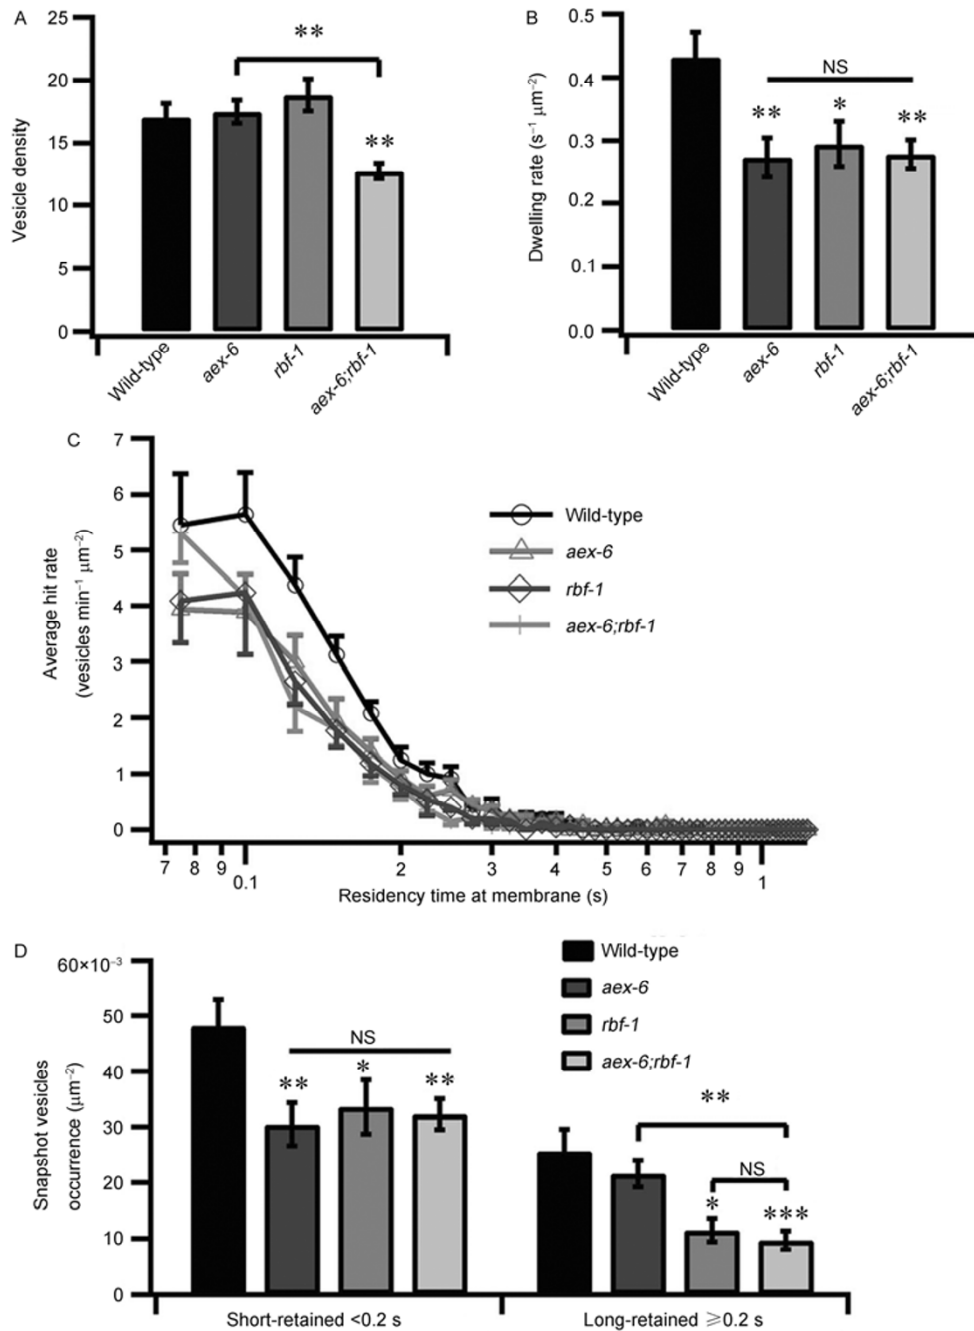 A
25
20
15
10
5
0
Vesicle density
**
**
Wild-type
aex-6
rbf-1
aex-6;rbf-1
B
0.5
0.4
0.3
0.2
0.1
0.0
Dwelling rate (s⁻¹ μm⁻²)
NS
**
*
**
Wild-type
aex-6
rbf-1
aex-6;rbf-1
C
7
6
5
4
3
2
1
0
Average hit rate
(vesicles min⁻¹ μm⁻²)
Wild-type
aex-6
rbf-1
aex-6;rbf-1
7 8 9 0.1 2 3 4 5 6 7 8 9 1
Residency time at membrane (s)
D
60×10⁻³
50
40
30
20
10
0
Snapshot vesicles
occurrence (μm⁻²)
Wild-type
aex-6
rbf-1
aex-6;rbf-1
NS
**
*
**
**
NS
*
***
Short-retained <0.2 s
Long-retained ⩾0.2 s